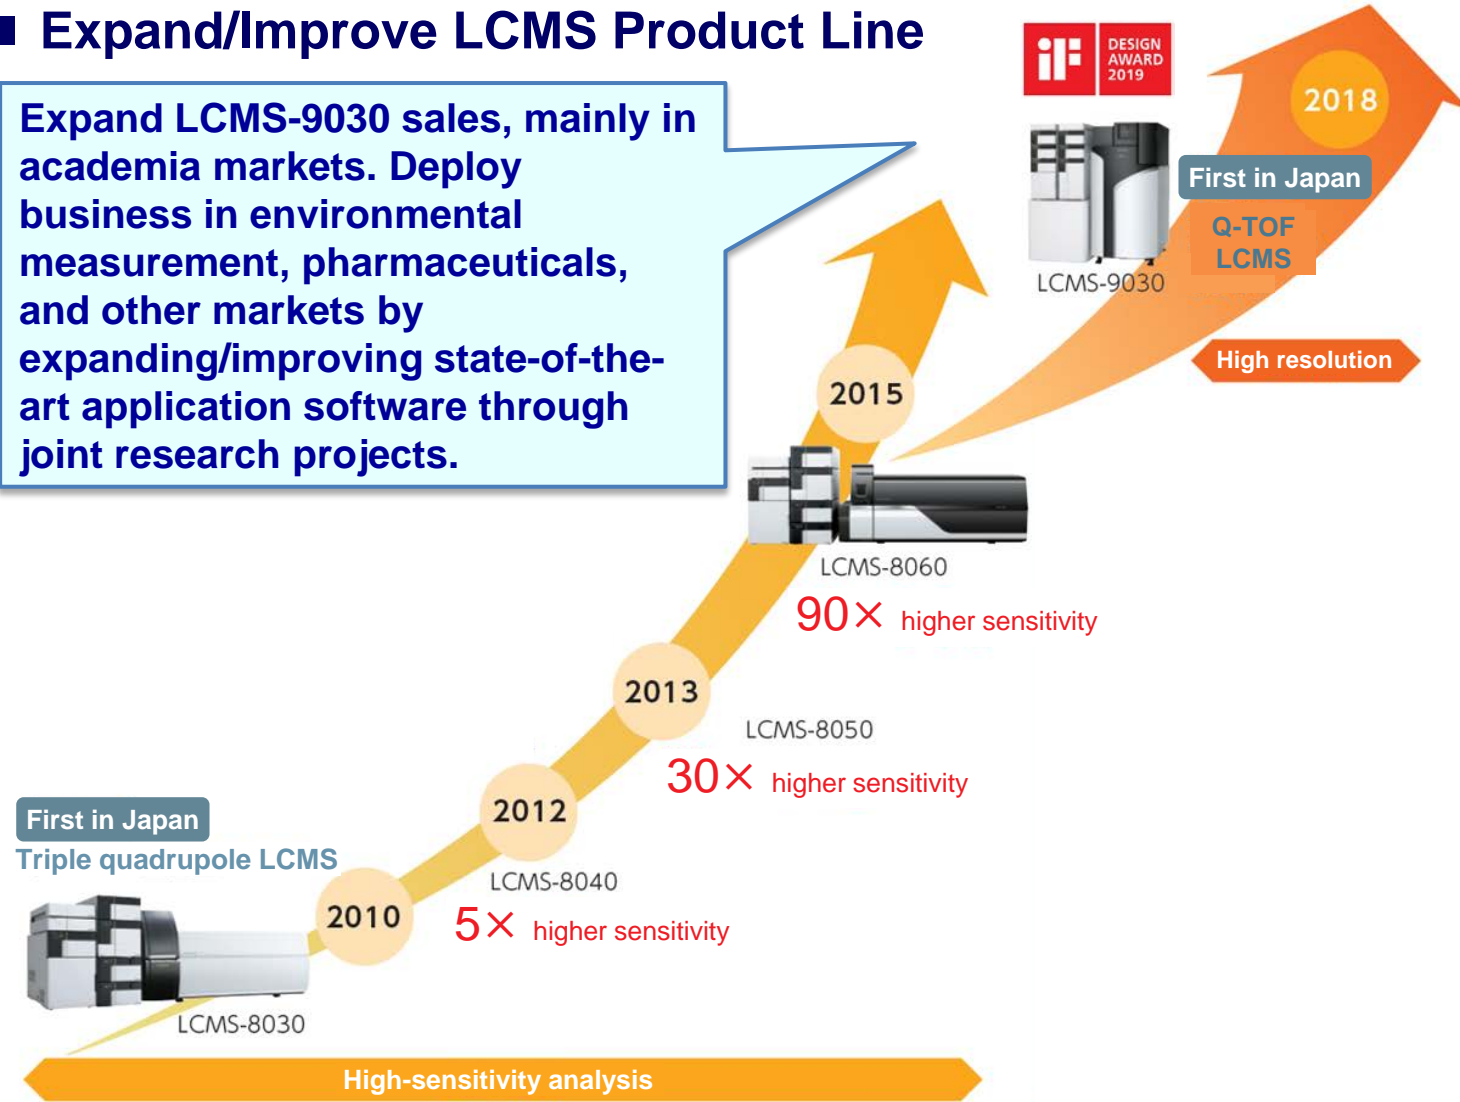 Expand/Improve LCMS Product Line
iF
DESIGN
AWARD
2019
2018
Expand LCMS-9030 sales, mainly in
academia markets. Deploy
business in environmental
measurement, pharmaceuticals,
and other markets by
expanding/improving state-of-the-
art application software through
joint research projects.
First in Japan
Q-TOF
LCMS
LCMS-9030
High resolution
2015
LCMS-8060
90× higher sensitivity
2013
LCMS-8050
30× higher sensitivity
2012
LCMS-8040
5× higher sensitivity
First in Japan
Triple quadrupole LCMS
2010
LCMS-8030
High-sensitivity analysis